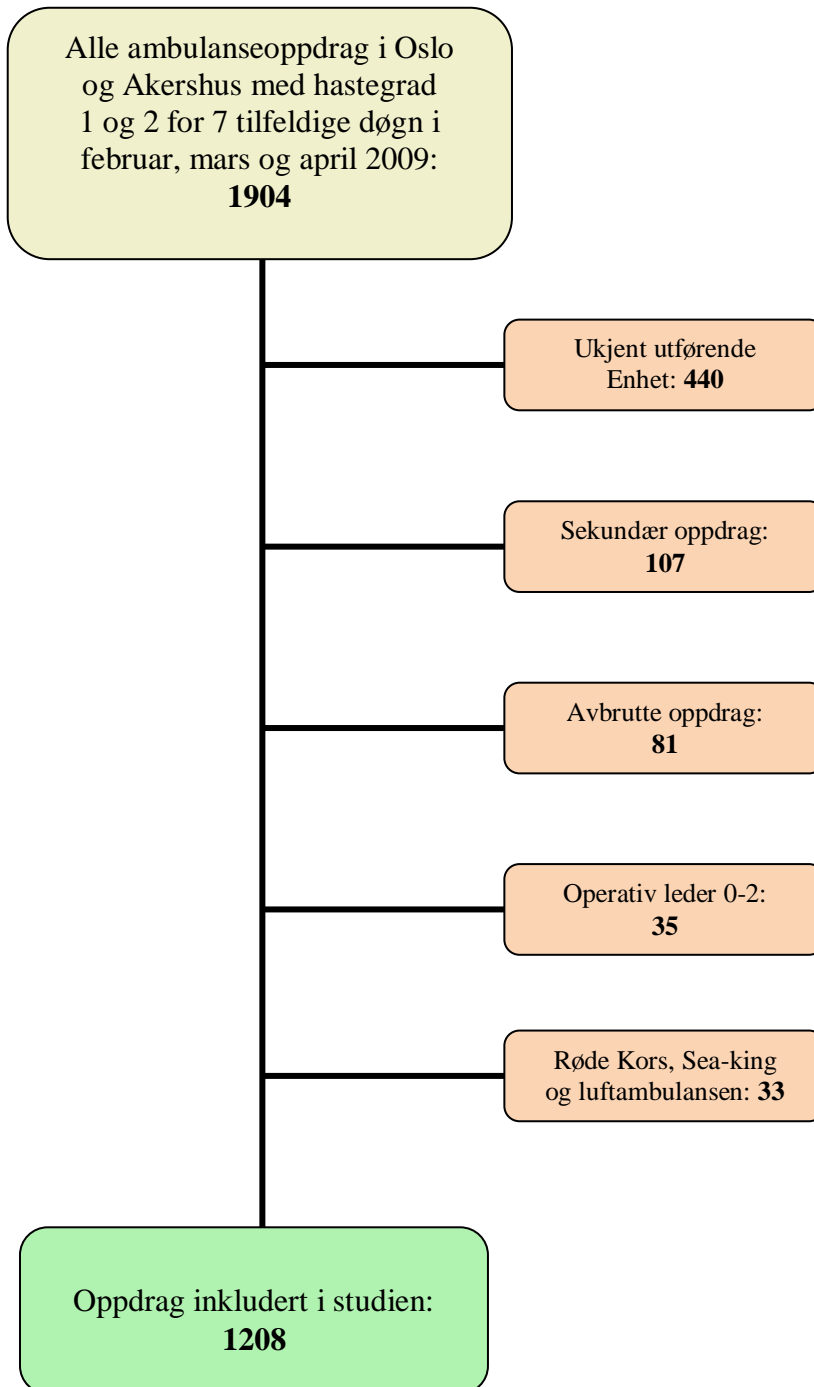 Alle ambulanseoppdrag i Oslo
og Akershus med hastegrad
1 og 2 for 7 tilfeldige døgn i
februar, mars og april 2009:
1904
Ukjent utførende
Enhet: 440
Sekundær oppdrag:
107
Avbrutte oppdrag:
81
Operativ leder 0-2:
35
Røde Kors, Sea-king
og luftambulansen: 33
Oppdrag inkludert i studien:
1208